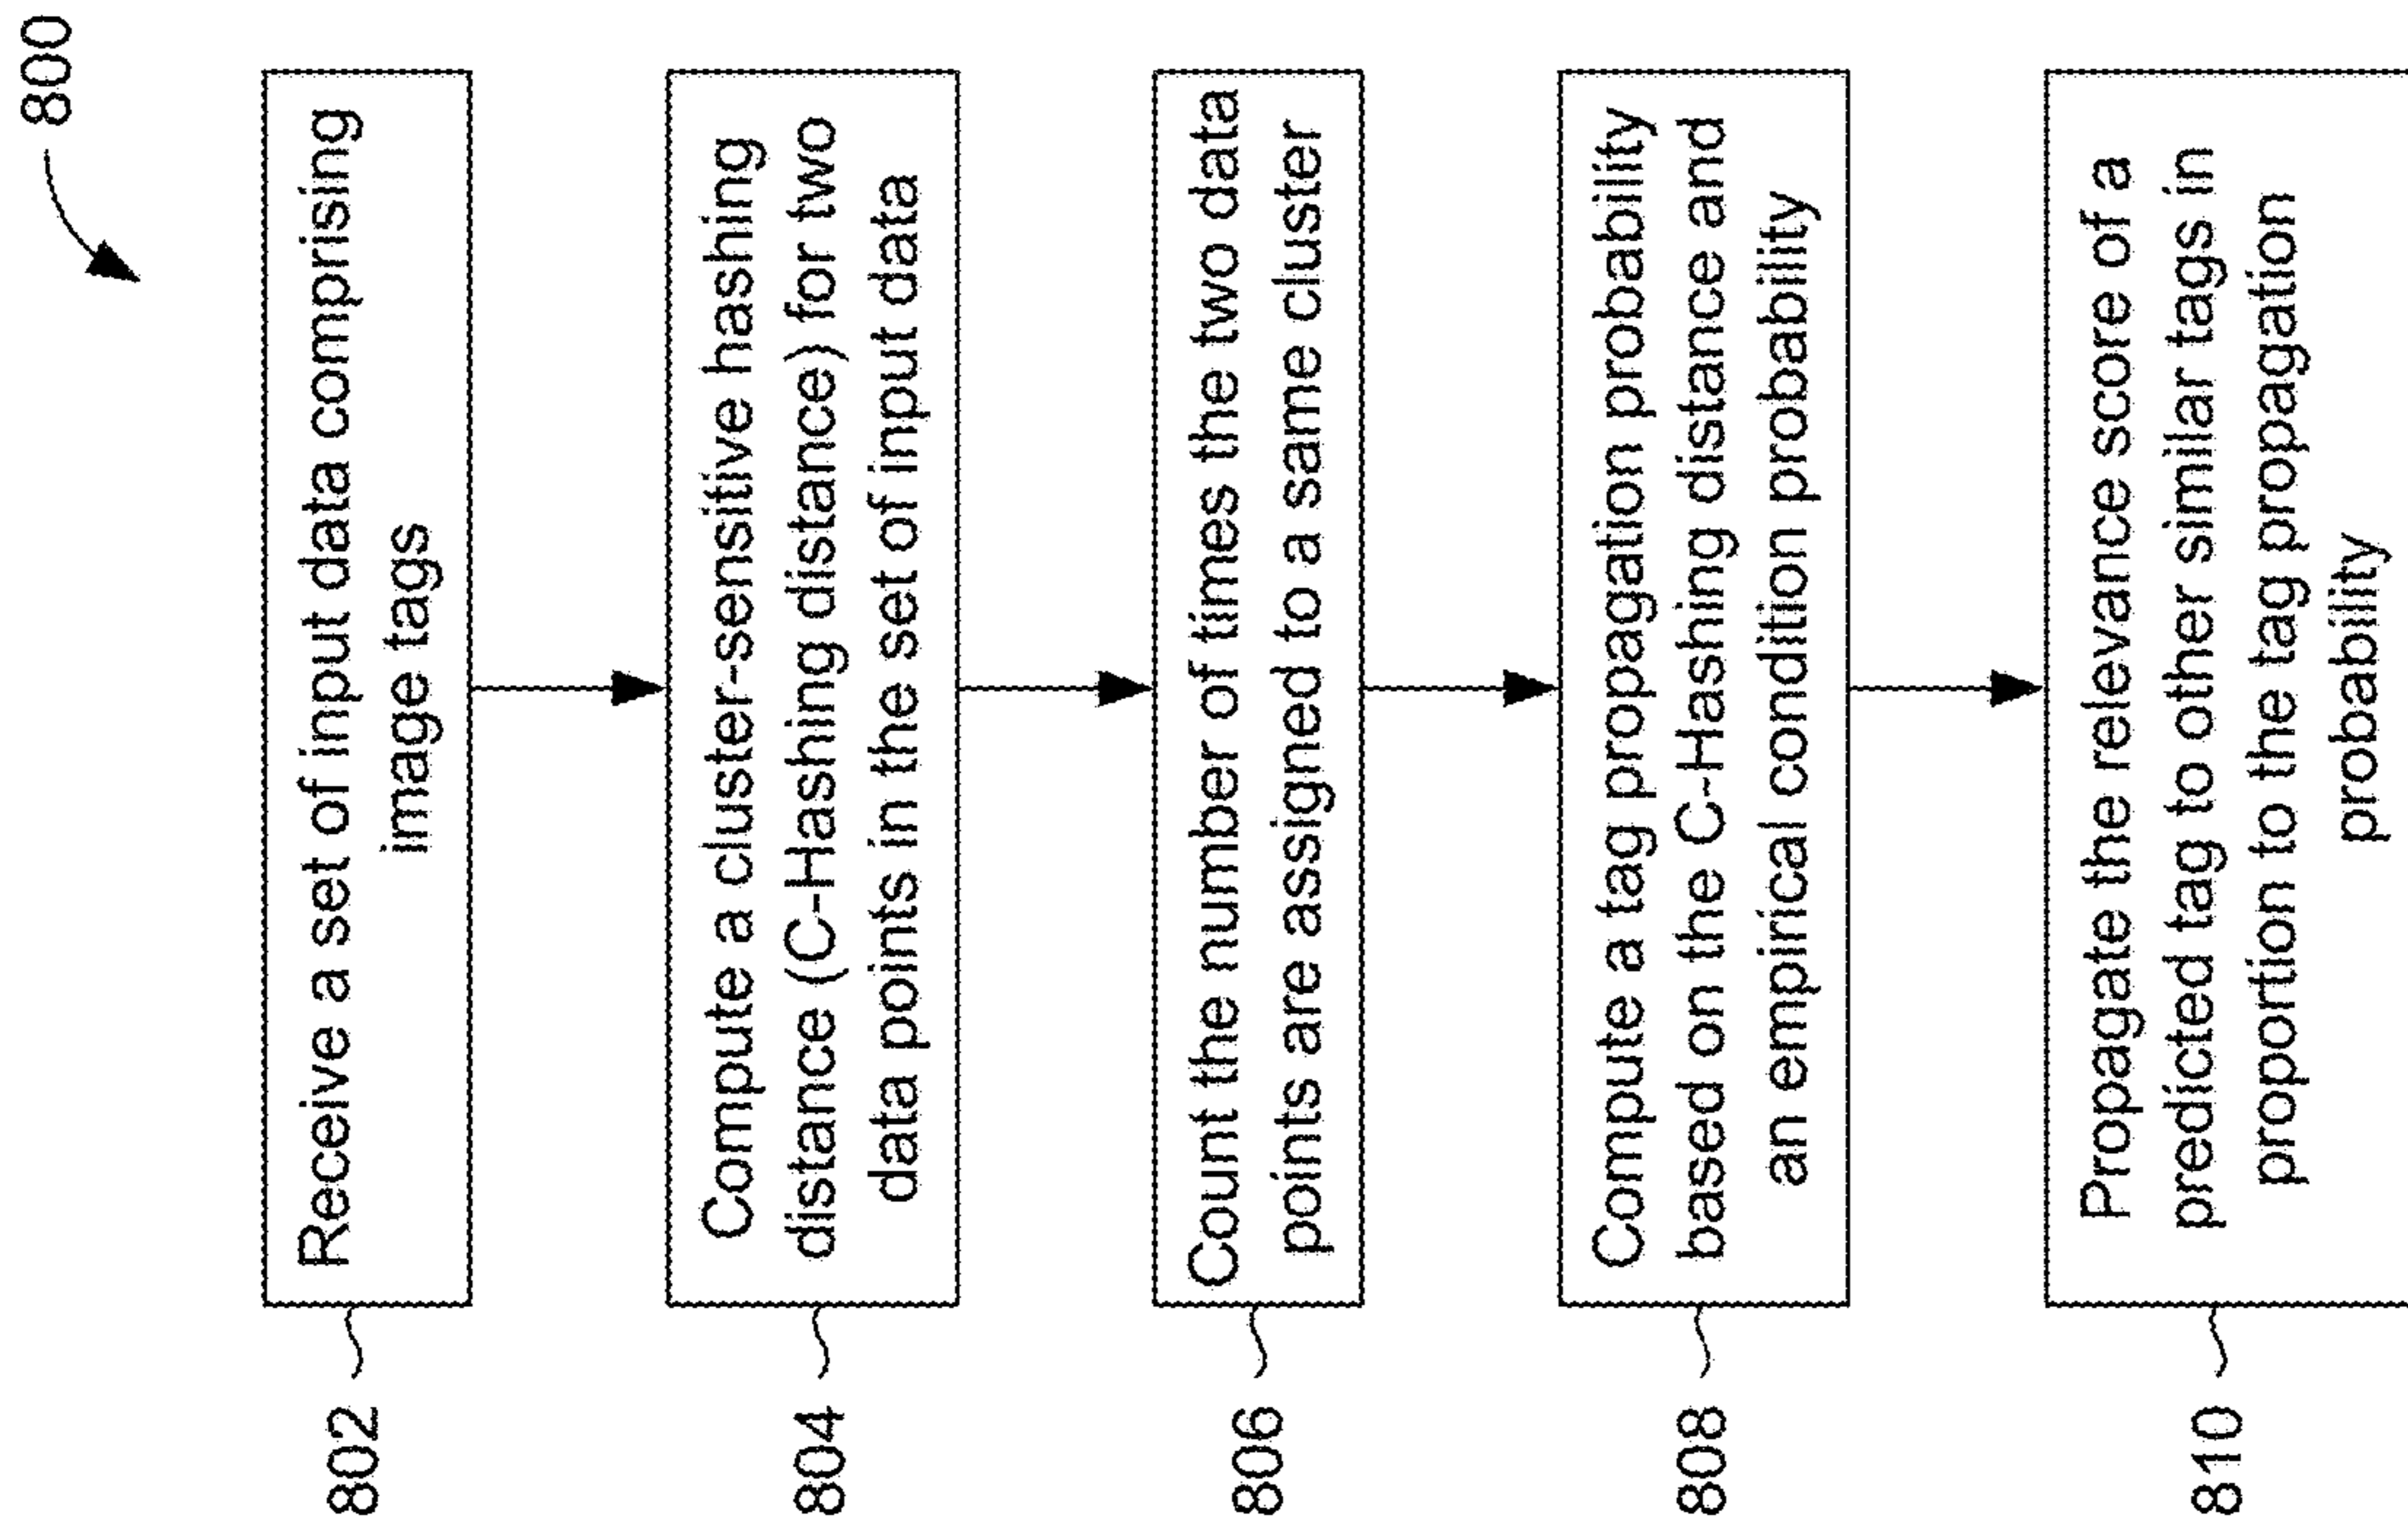 800
802
Receive a set of input data comprising
image tags
804
Compute a cluster-sensitive hashing
distance (C-Hashing distance) for two
data points in the set of input data
806
Count the number of times the two data
points are assigned to a same cluster
808
Compute a tag propagation probability
based on the C-Hashing distance and
an empirical condition probability
810
Propagate the relevance score of a
predicted tag to other similar tags in
proportion to the tag propagation
probability